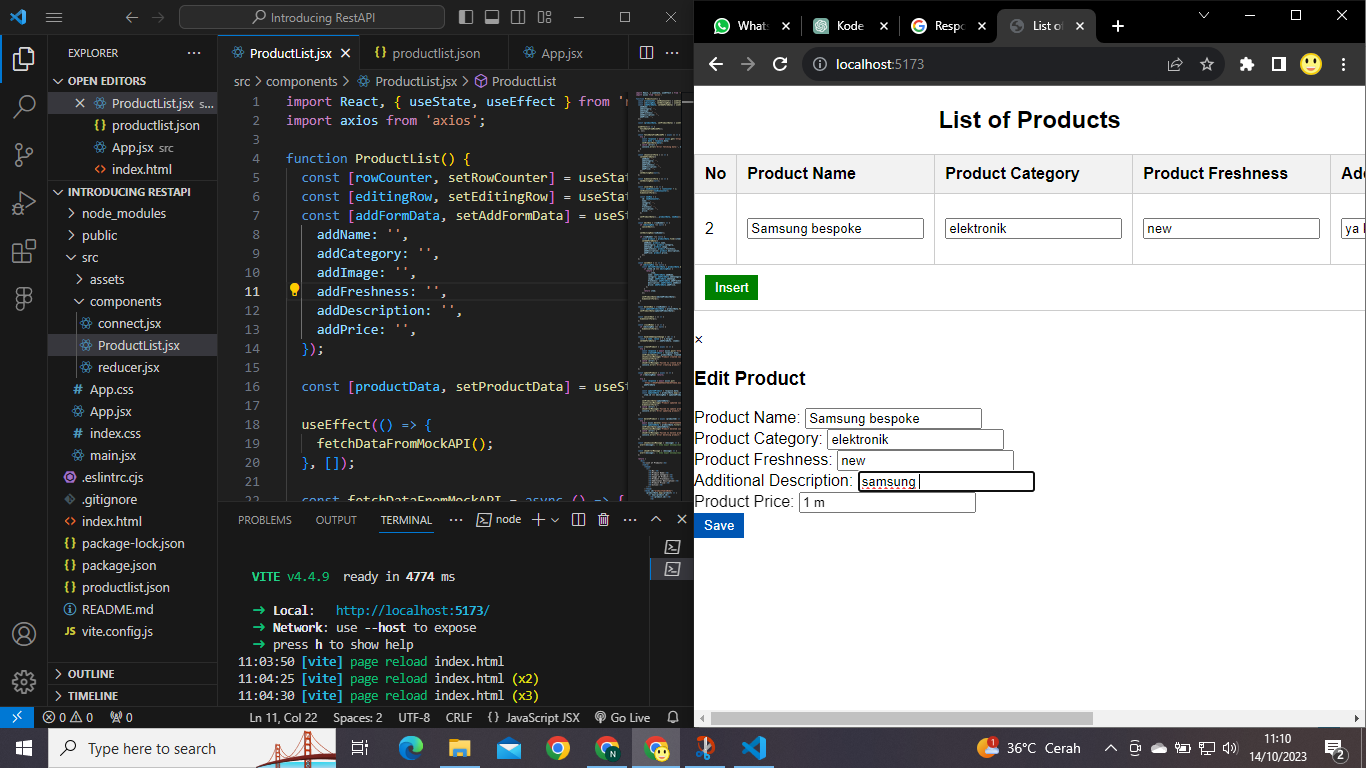 Introducing RestAPI
EXPLORER
OPEN EDITORS
ProductList.jsx s...
productlist.json
App.jsx src
index.html
INTRODUCING RESTAPI
node_modules
public
src
assets
components
connect.jsx
ProductList.jsx
reducer.jsx
App.css
App.jsx
index.css
main.jsx
.eslintrc.cjs
.gitignore
index.html
package-lock.json
package.json
productlist.json
README.md
vite.config.js
OUTLINE
TIMELINE
ProductList.jsx
productlist.json
App.jsx
src > components > ProductList.jsx > ProductList
1 import React, { useState, useEffect } from 'r
2 import axios from 'axios';
3
4 function ProductList() {
5 const [rowCounter, setRowCounter] = useStat
6 const [editingRow, setEditingRow] = useStat
7 const [addFormData, setAddFormData] = useSt
8 addName: '',
9 addCategory: '',
10 addImage: '',
11 addFreshness: '',
12 addDescription: '',
13 addPrice: '',
14 });
15
16 const [productData, setProductData] = useSt
17
18 useEffect(() => {
19 fetchDataFromMockAPI();
20 }, []);
21
22 const fetchDataFromMockAPI = async () => {
PROBLEMS OUTPUT TERMINAL ... node
VITE v4.4.9 ready in 4774 ms
➜ Local: http://localhost:5173/
➜ Network: use --host to expose
➜ press h to show help
11:03:50 [vite] page reload index.html
11:04:25 [vite] page reload index.html (x2)
11:04:30 [vite] page reload index.html (x3)
0 0 0
Ln 11, Col 22 Spaces: 2 UTF-8 CRLF JavaScript JSX Go Live
Whats
Kode
Respo
List of
localhost:5173
List of Products
No Product Name Product Category Product Freshness Add
2 Samsung bespoke elektronik new ya
Insert
×
Edit Product
Product Name: Samsung bespoke
Product Category: elektronik
Product Freshness: new
Additional Description: samsung
Product Price: 1 m
Save
Type here to search
N
1
36°C Cerah
11:10
14/10/2023
2